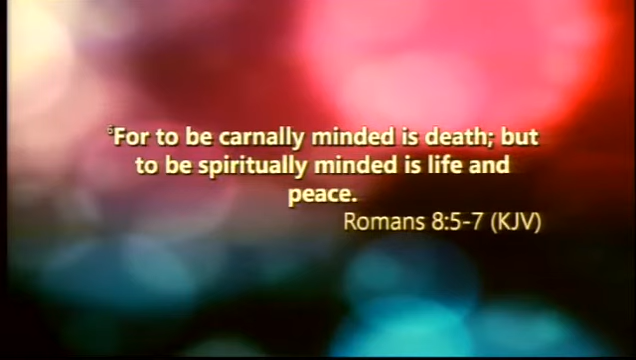 ⁶For to be carnally minded is death; but
to be spiritually minded is life and
peace.
Romans 8:5-7 (KJV)